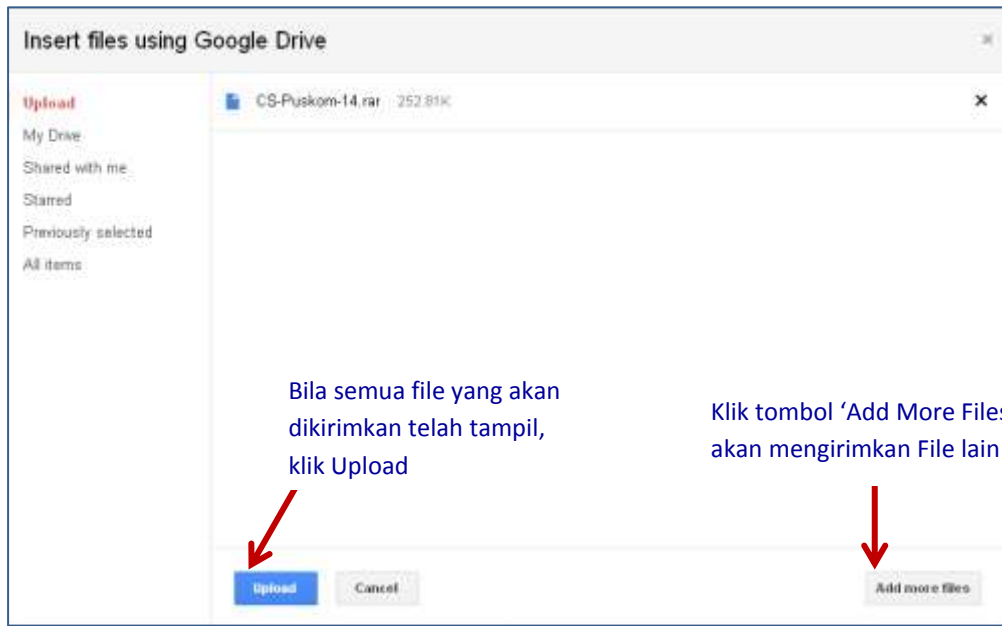 Insert files using Google Drive
Upload
My Drive
Shared with me
Starred
Previously selected
All items
CS-Puskom-14.rar 252.81K
Bila semua file yang akan
dikirimkan telah tampil,
klik Upload
Klik tombol ‘Add More Files
akan mengirimkan File lain
Upload Cancel Add more files